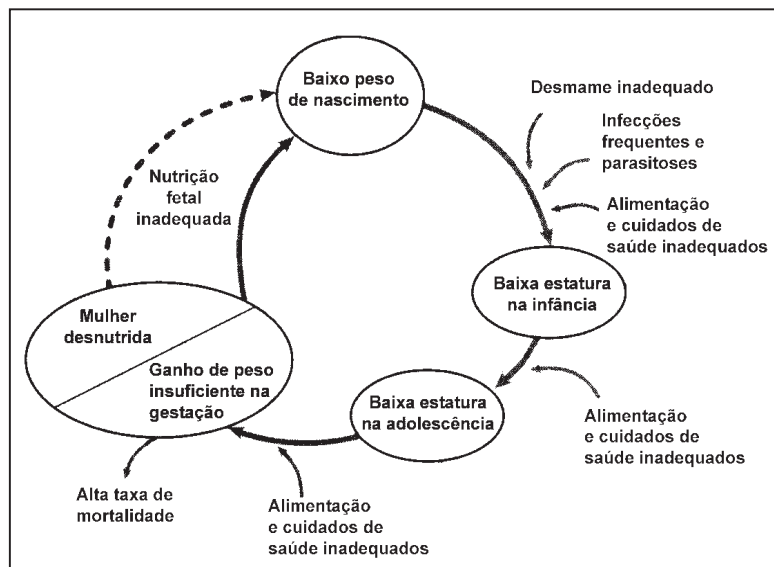 Baixo peso
de nascimento
Desmame inadequado
Infecções
frequentes e
parasitoses
Alimentação
e cuidados de
saúde inadequados
Nutrição
fetal
inadequada
Baixa estatura
na infância
Mulher
desnutrida
Ganho de peso
insuficiente na
gestação
Baixa estatura
na adolescência
Alimentação
e cuidados de
saúde inadequados
Alta taxa de
mortalidade
Alimentação
e cuidados de
saúde inadequados